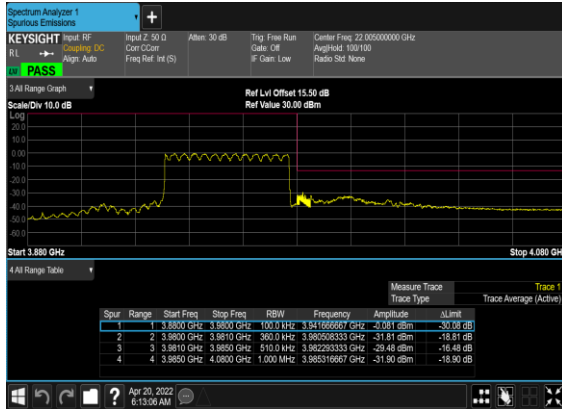 Spectrum Analyzer 1
Spurious Emissions
+
KEYSIGHT Input: RF Input Z: 50 Ω Atten: 30 dB Trig: Free Run Center Freq: 22.005000000 GHz
RL Coupling: DC Corr CCorr Gate: Off Avg|Hold: 100/100
Align: Auto Freq Ref: Int (S) IF Gain: Low Radio Std: None
PASS
3 All Range Graph
Ref Lvl Offset 15.50 dB
Scale/Div 10.0 dB Ref Value 30.00 dBm
Log
20.0
10.0
0.00
-10.0
-20.0
-30.0
-40.0
-50.0
-60.0
Start 3.880 GHz Stop 4.080 GH
4 All Range Table
Measure Trace Trace 1
Trace Type Trace Average (Active)
Spur Range Start Freq Stop Freq RBW Frequency Amplitude ΔLimit
1 1 3.8800 GHz 3.9800 GHz 100.0 kHz 3.941666667 GHz -0.081 dBm -30.08 dB
2 2 3.9800 GHz 3.9810 GHz 360.0 kHz 3.980508333 GHz -31.81 dBm -18.81 dB
3 3 3.9810 GHz 3.9850 GHz 510.0 kHz 3.982293333 GHz -29.48 dBm -16.48 dB
4 4 3.9850 GHz 4.0800 GHz 1.000 MHz 3.985316667 GHz -31.90 dBm -18.90 dB
? Apr 20, 2022
6:13:06 AM